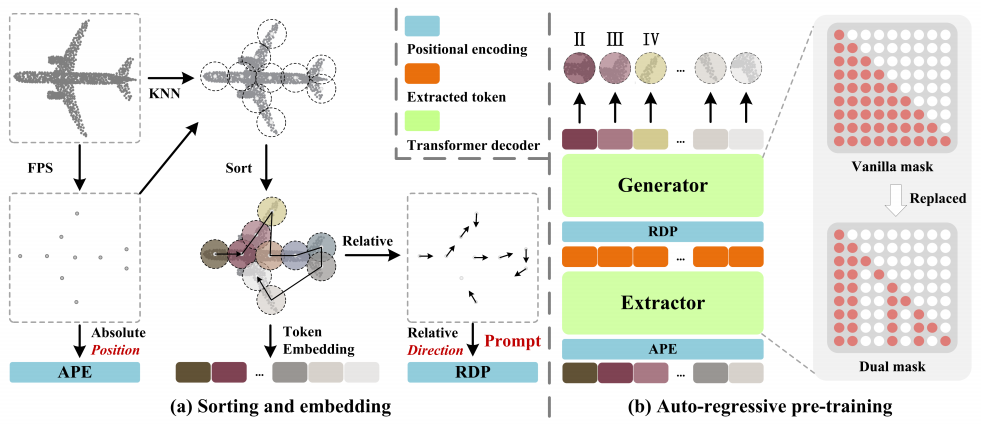 KNN
FPS
Sort
Relative
Absolute
Position
Token
Embedding
Relative
Direction
Prompt
APE
RDP
(a) Sorting and embedding
Positional encoding
Extracted token
Transformer decoder
II
III
IV
...
...
Generator
RDP
...
Extractor
APE
...
...
(b) Auto-regressive pre-training
Vanilla mask
Replaced
Dual mask